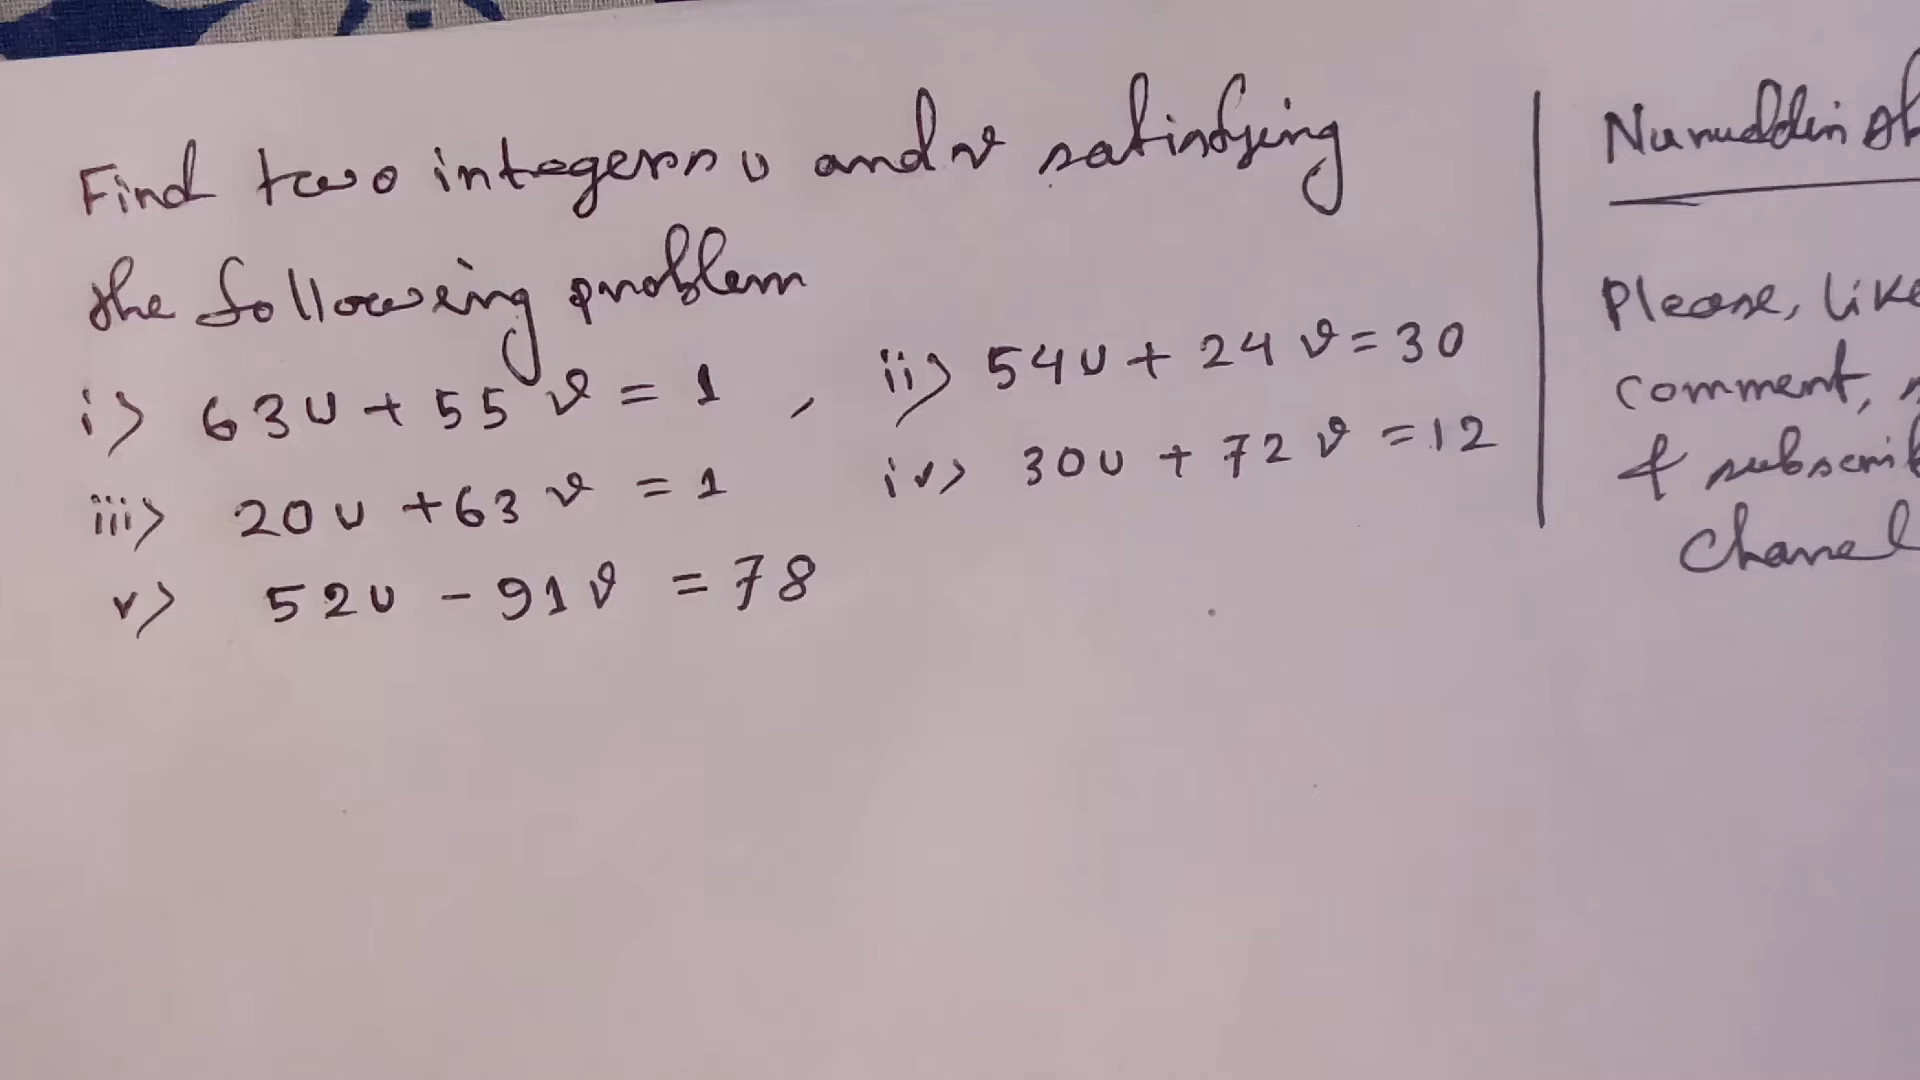 Find two integers u and v satisfying
the following problem
i) 63u + 55v = 1 , ii) 54u + 24v = 30
iii) 20u + 63v = 1 iv) 30u + 72v = 12
v) 52u - 91v = 78
Nuruddin
Please, like
comment,
&
Chanel